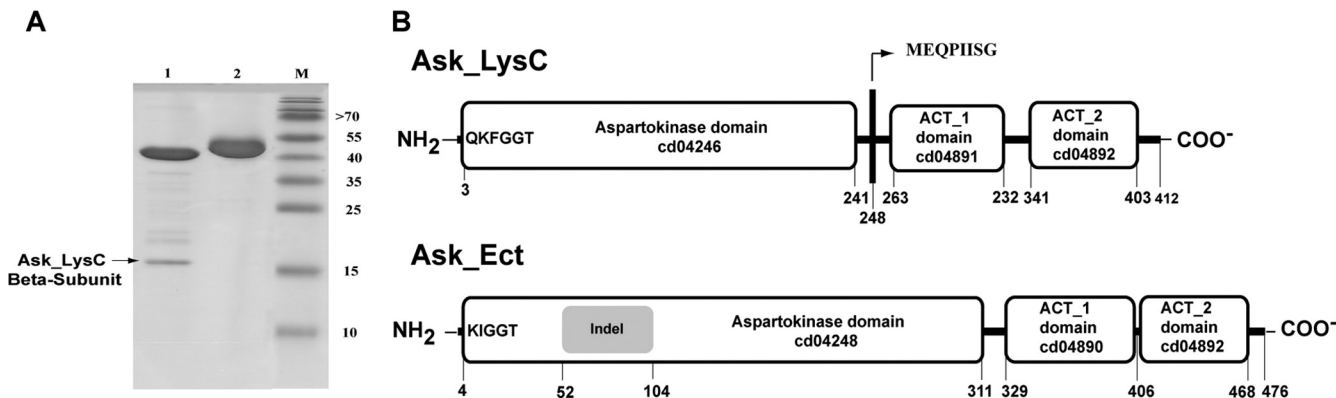 A
1 2 M
>70
55
40
35
25
15
10
Ask_LysC
Beta-Subunit
B
Ask_LysC
MEQPIISG
NH2
QKFGGT
Aspartokinase domain
cd04246
ACT_1
domain
cd04891
ACT_2
domain
cd04892
COO-
3
241
248
263
232
341
403
412
Ask_Ect
NH2
KIGGT
Indel
Aspartokinase domain
cd04248
ACT_1
domain
cd04890
ACT_2
domain
cd04892
COO-
4
52
104
311
329
406
468
476